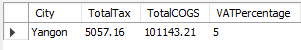 City TotalTax TotalCOGS VATPercentage
Yangon 5057.16 101143.21 5